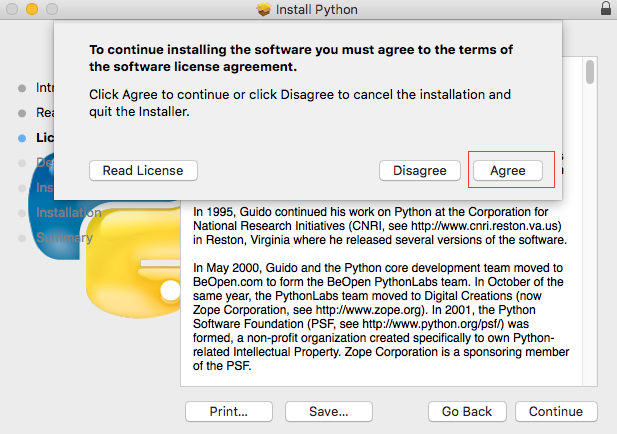 Install Python
To continue installing the software you must agree to the terms of
the software license agreement.
Click Agree to continue or click Disagree to cancel the installation and
quit the Installer.
Read License
Disagree
Agree
Intr
Rea
Lic
De
Ins
Installation
Summary
In 1995, Guido continued his work on Python at the Corporation for
National Research Initiatives (CNRI, see http://www.cnri.reston.va.us)
in Reston, Virginia where he released several versions of the software.
In May 2000, Guido and the Python core development team moved to
BeOpen.com to form the BeOpen PythonLabs team. In October of the
same year, the PythonLabs team moved to Digital Creations (now
Zope Corporation, see http://www.zope.org). In 2001, the Python
Software Foundation (PSF, see http://www.python.org/psf/) was
formed, a non-profit organization created specifically to own Python-
related Intellectual Property. Zope Corporation is a sponsoring member
of the PSF.
Print...
Save...
Go Back
Continue